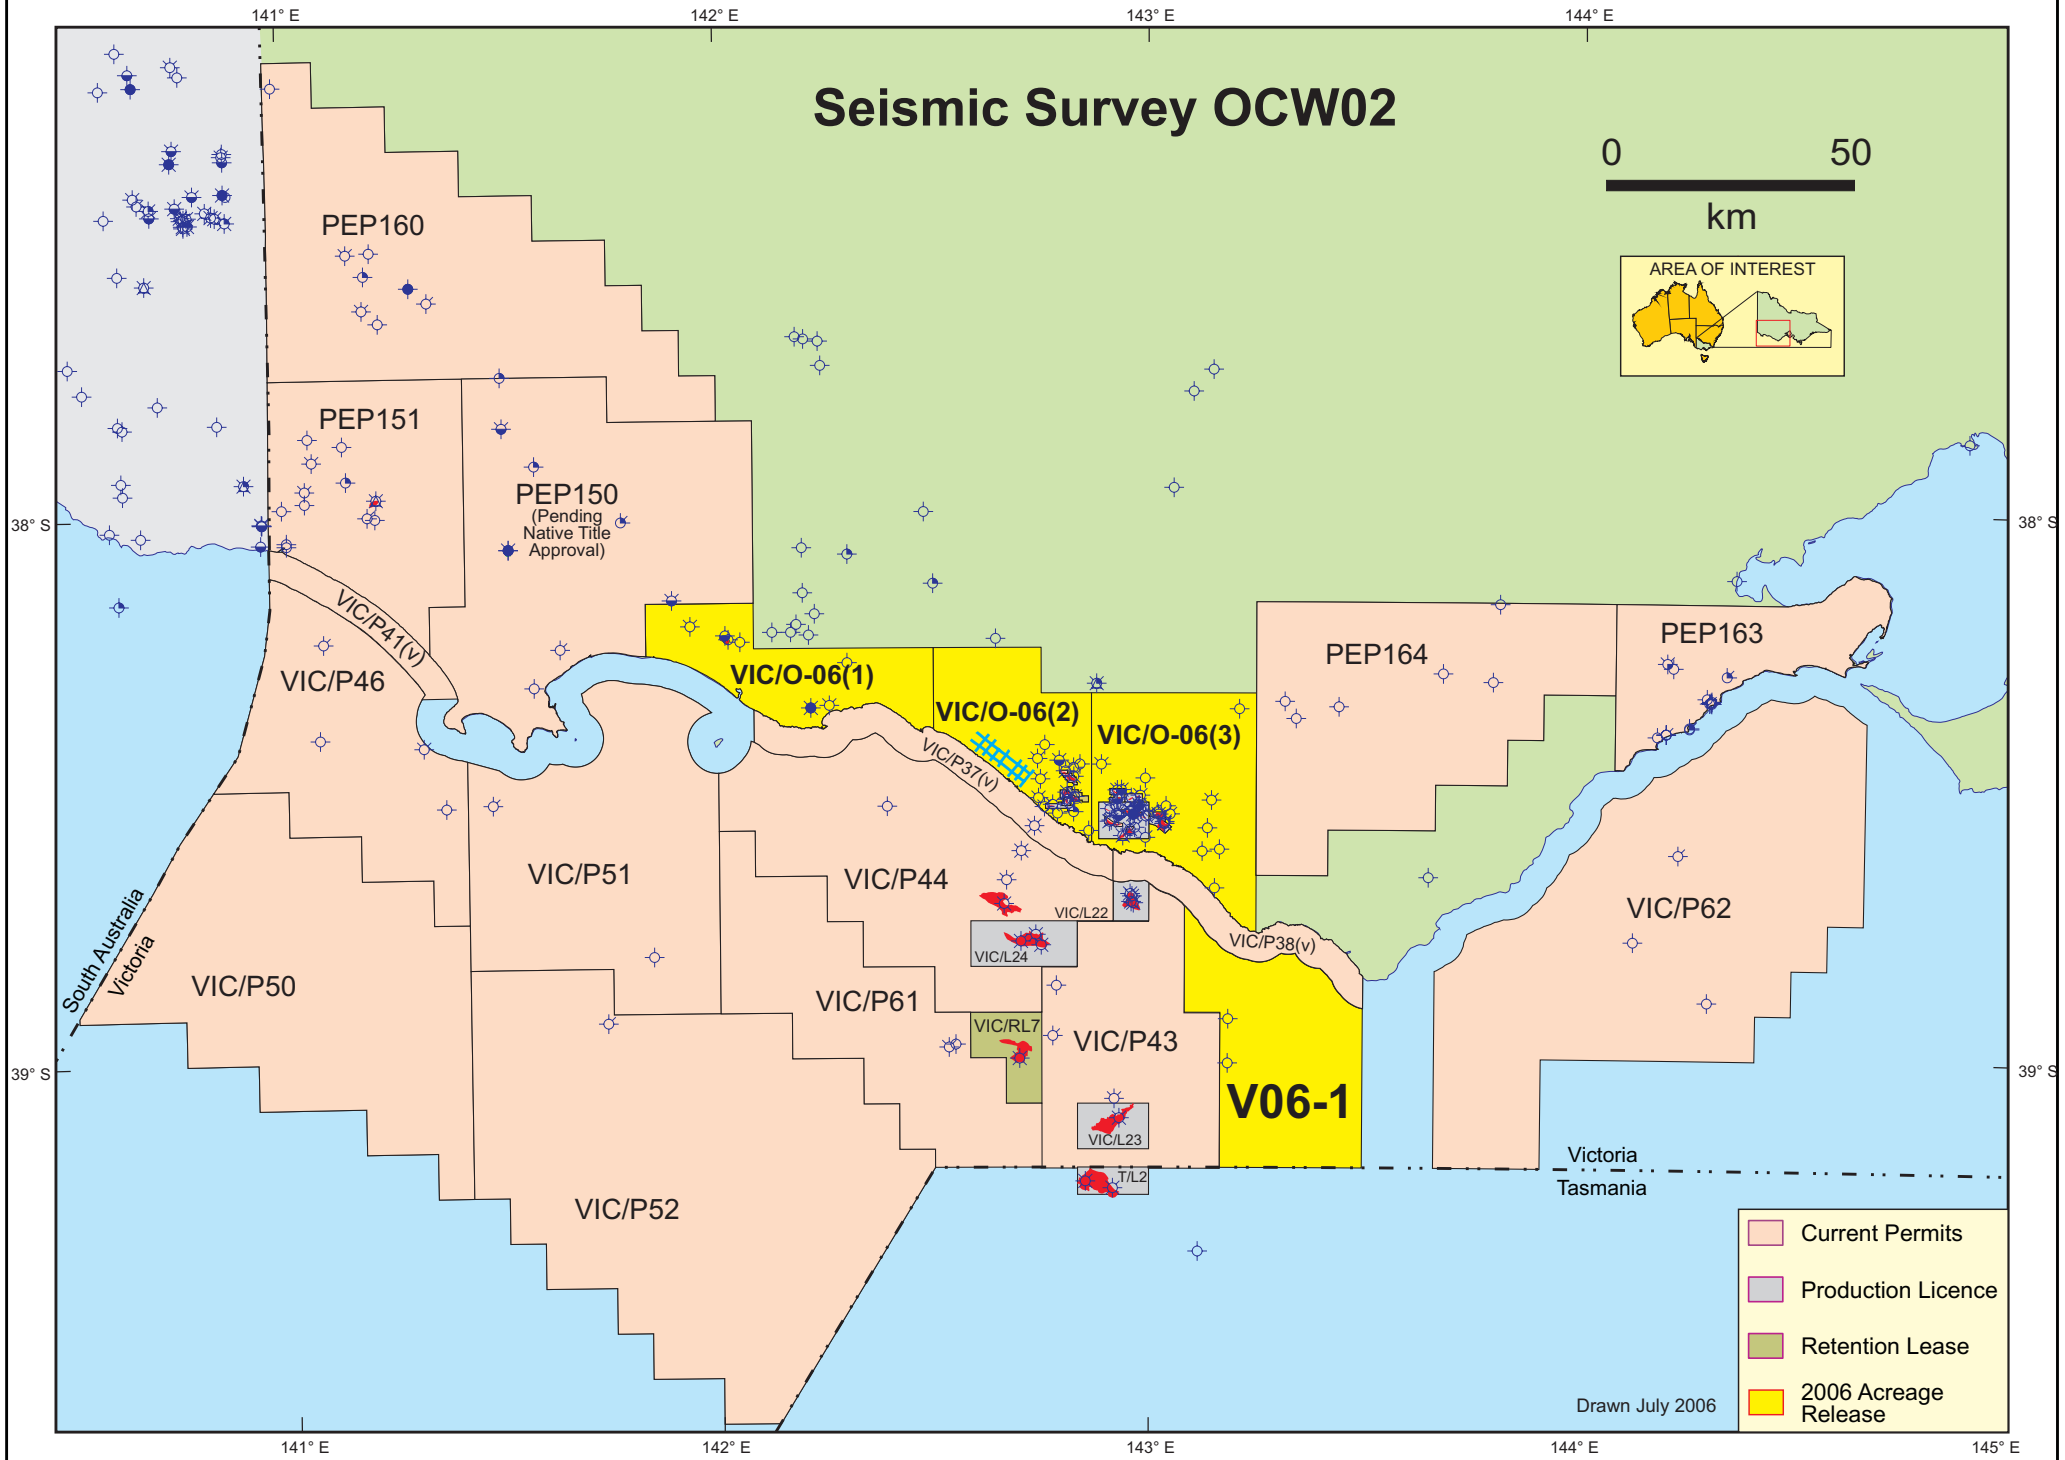 141° E
142° E
143° E
144° E
Seismic Survey OCW02
0
50
km
AREA OF INTEREST
PEP160
PEP151
PEP150
(Pending
Native Title
Approval)
38° S
38° S
VIC/P41(v)
VIC/P46
VIC/O-06(1)
VIC/O-06(2)
VIC/O-06(3)
VIC/P37(v)
PEP164
PEP163
VIC/P51
VIC/P44
VIC/L22
VIC/P38(v)
VIC/P62
VIC/L24
South Australia
Victoria
VIC/P50
VIC/P61
VIC/RL7
VIC/P43
39° S
39° S
V06-1
VIC/L23
T/L2
Victoria
Tasmania
VIC/P52
Current Permits
Production Licence
Retention Lease
2006 Acreage
Release
Drawn July 2006
141° E
142° E
143° E
144° E
145° E